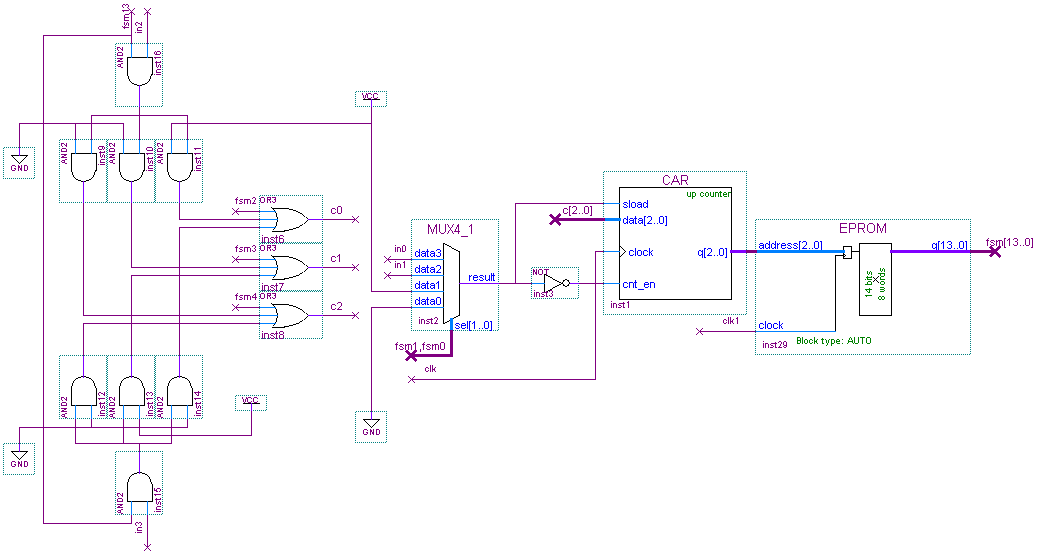 fsm13
in2
AND2
inst16
VCC
GND
AND2
inst9
AND2
inst10
AND2
inst11
fsm2
OR3
c0
inst6
fsm3
OR3
c1
inst7
fsm4
OR3
c2
inst8
MUX4_1
in0
data3
in1
data2
data1
data0
result
inst2
sel[1..0]
fsm1,fsm0
clk
NOT
inst3
CAR
up counter
sload
c[2..0]
data[2..0]
clock
q[2..0]
cnt_en
inst1
EPROM
address[2..0]
q[13..0]
fsm[13..0]
14 bits
8 words
clk1
clock
inst29
Block type: AUTO
AND2
inst12
AND2
inst13
AND2
inst14
VCC
GND
GND
AND2
inst15
in3